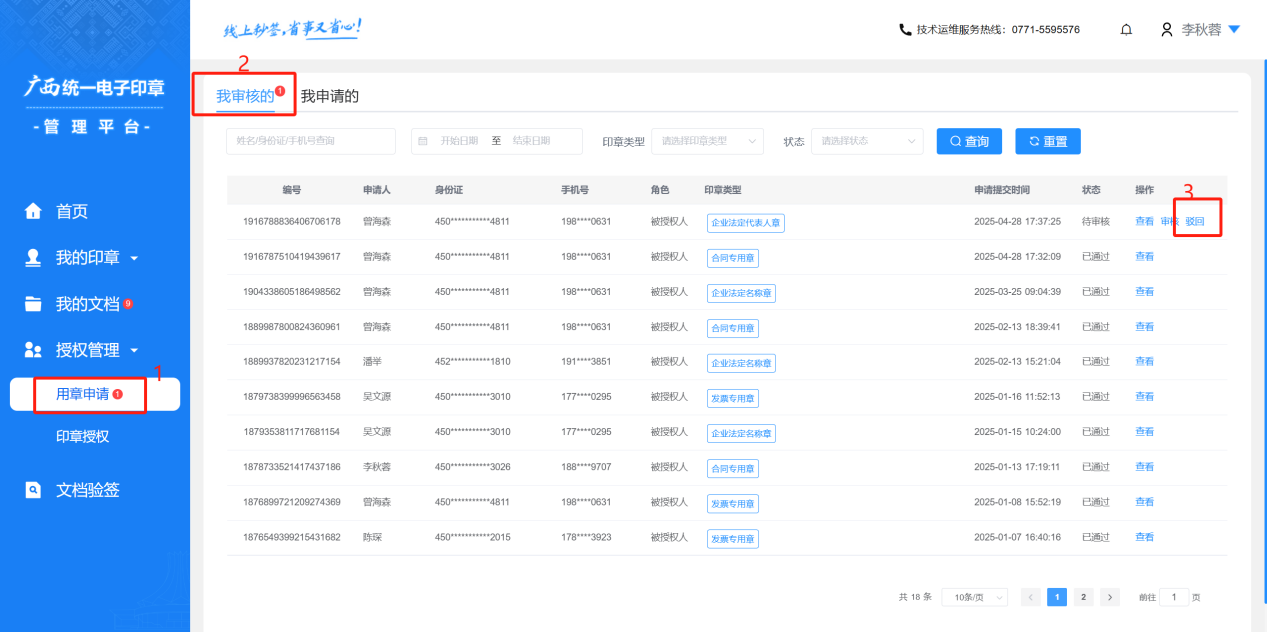 线上秒签,省事又省心!
技术运维服务热线：0771-5595576
李秋蓉
广西统一电子印章
-管理平台-
首页
我的印章
我的文档 9
授权管理
1
用章申请 1
印章授权
文档验签
2
我审核的 1 我申请的
姓名/身份证/手机号查询 开始日期 至 结束日期 印章类型 请选择印章类型 状态 请选择状态 查询 重置
编号 申请人 身份证 手机号 角色 印章类型 申请提交时间 状态 操作
3
1916788836406706178 曾海森 450***********4811 198****0631 被授权人 企业法定代表人章 2025-04-28 17:37:25 待审核 查看 审核 驳回
1916787510419439617 曾海森 450***********4811 198****0631 被授权人 合同专用章 2025-04-28 17:32:09 已通过 查看
1904338605186498562 曾海森 450***********4811 198****0631 被授权人 企业法定名称章 2025-03-25 09:04:39 已通过 查看
1889987800824360961 曾海森 450***********4811 198****0631 被授权人 合同专用章 2025-02-13 18:39:41 已通过 查看
1889937820231217154 潘举 452***********1810 191****3851 被授权人 企业法定名称章 2025-02-13 15:21:04 已通过 查看
1879738399996563458 吴文源 450***********3010 177****0295 被授权人 发票专用章 2025-01-16 11:52:13 已通过 查看
1879353811717681154 吴文源 450***********3010 177****0295 被授权人 企业法定名称章 2025-01-15 10:24:00 已通过 查看
1878733521417437186 李秋蓉 450***********3026 188****9707 被授权人 合同专用章 2025-01-13 17:19:11 已通过 查看
1876899721209274369 曾海森 450***********4811 198****0631 被授权人 发票专用章 2025-01-08 15:52:19 已通过 查看
1876549399215431682 陈琛 450***********2015 178****3923 被授权人 发票专用章 2025-01-07 16:40:16 已通过 查看
共 18 条 10条/页 < 1 2 > 前往 1 页